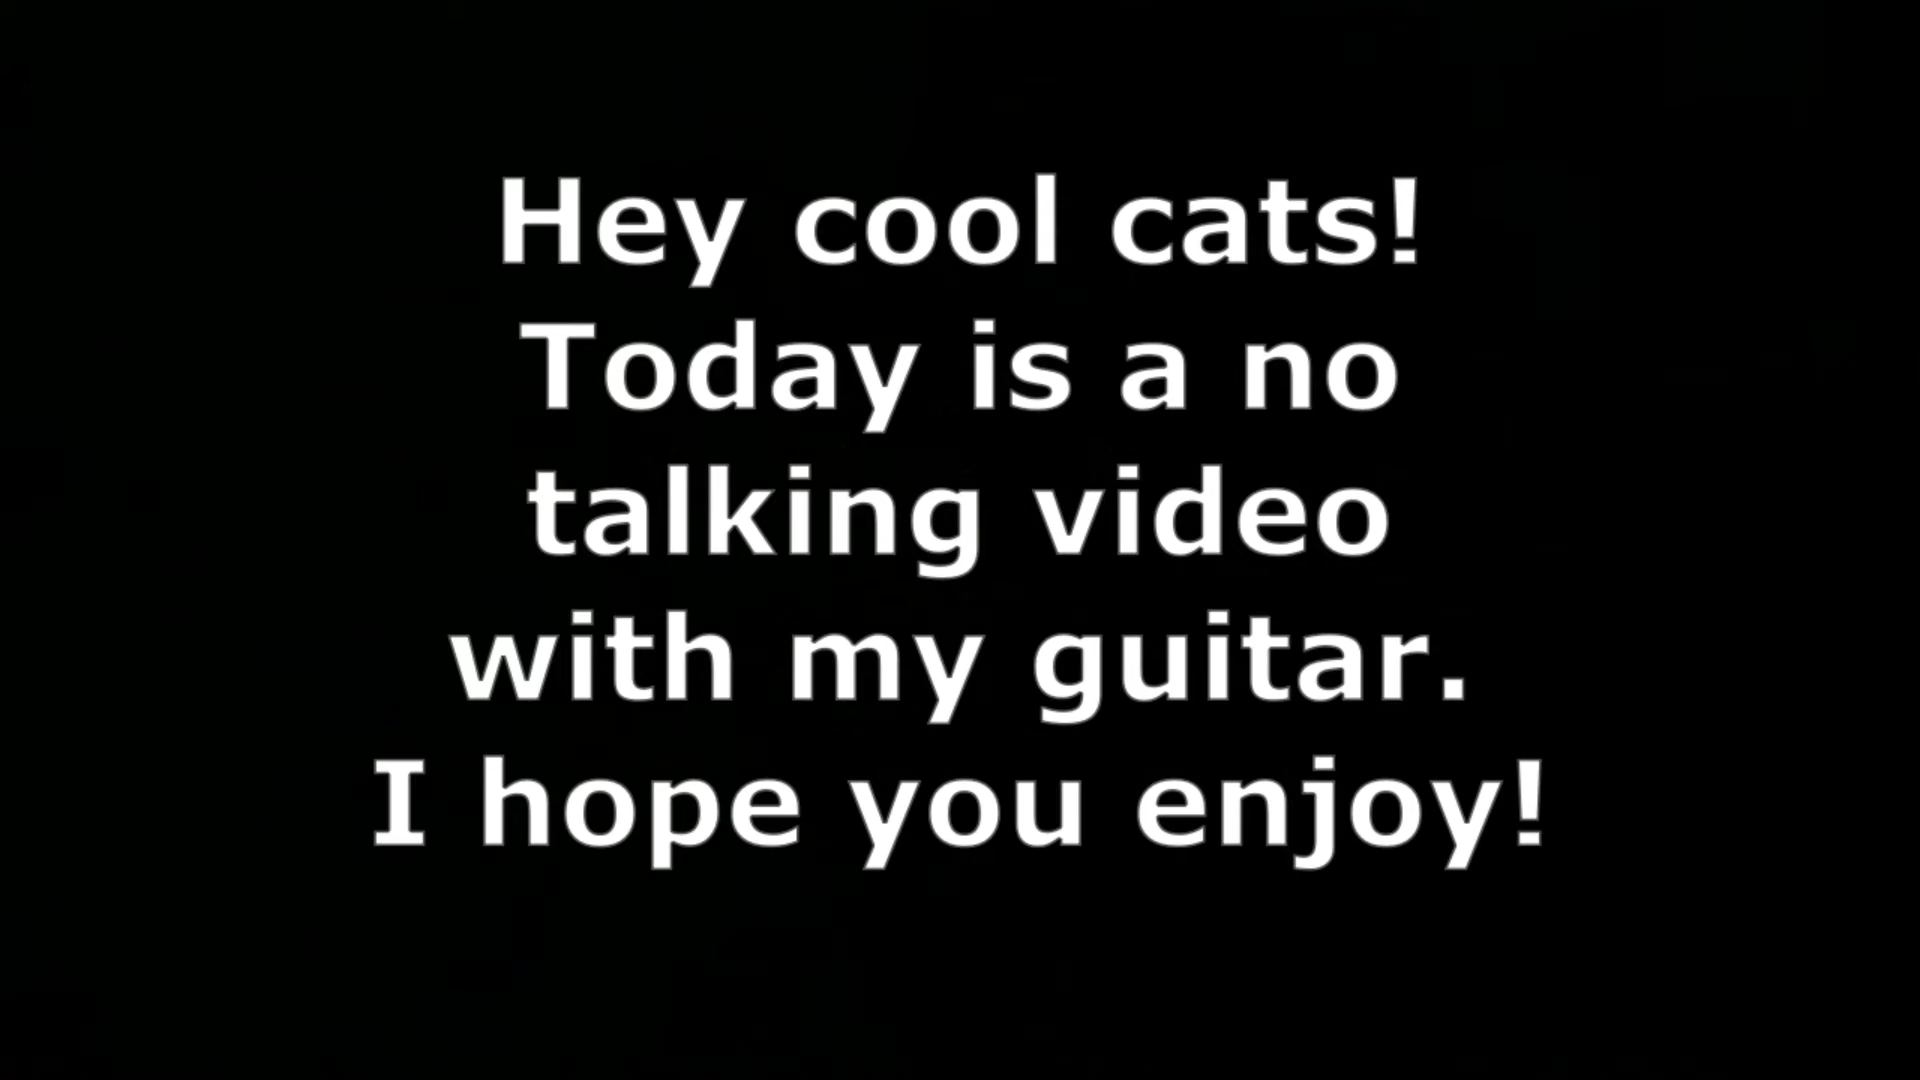 Hey cool cats!
Today is a no
talking video
with my guitar.
I hope you enjoy!